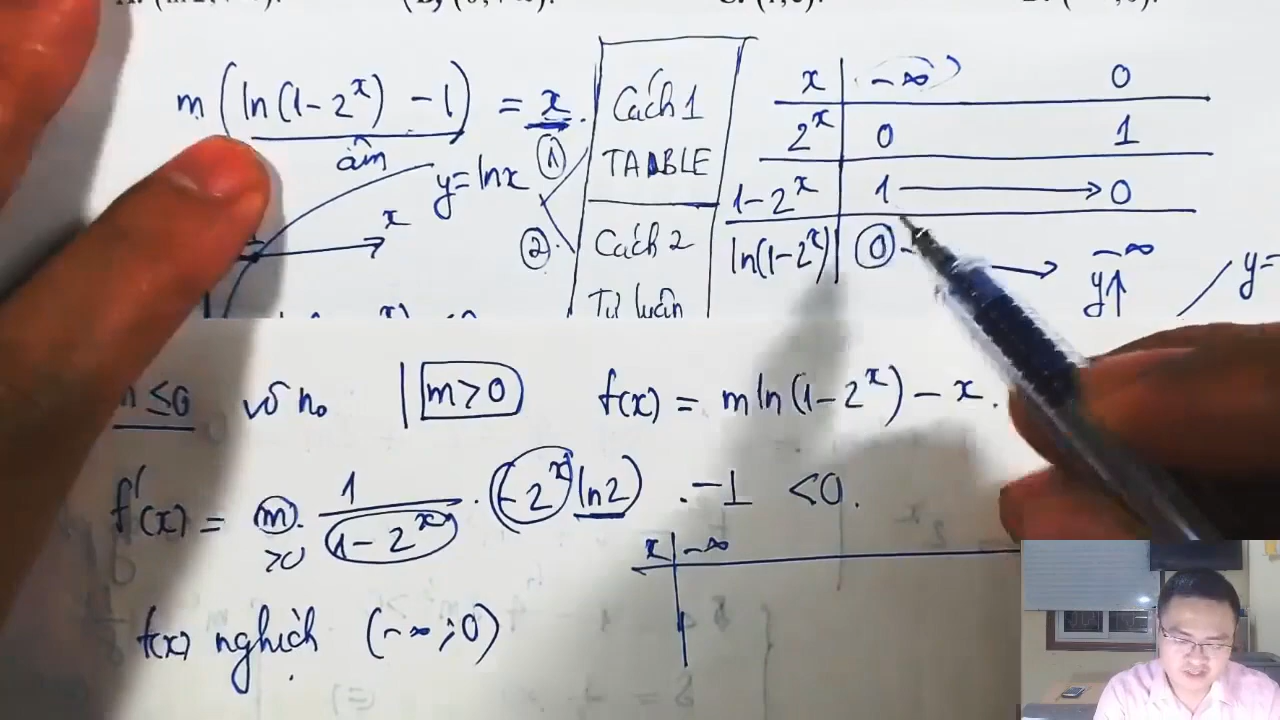 m(ln(1-2^x) -1) = x.
âm
y=lnx
x
①
②
Cách 1
TABLE
Cách 2
Tự luận
x | -∞ 0
2^x | 0 1
1-2^x | 1 → 0
ln(1-2^x) | 0 → -∞
y↑
y=
m ≤0 vô no | m>0 f(x) = m ln(1-2^x) - x.
f'(x) = m. 1/(1-2^x) . (-2^x)(ln2) . -1 <0.
>0
x | -∞
f(x) nghịch (-∞;0)